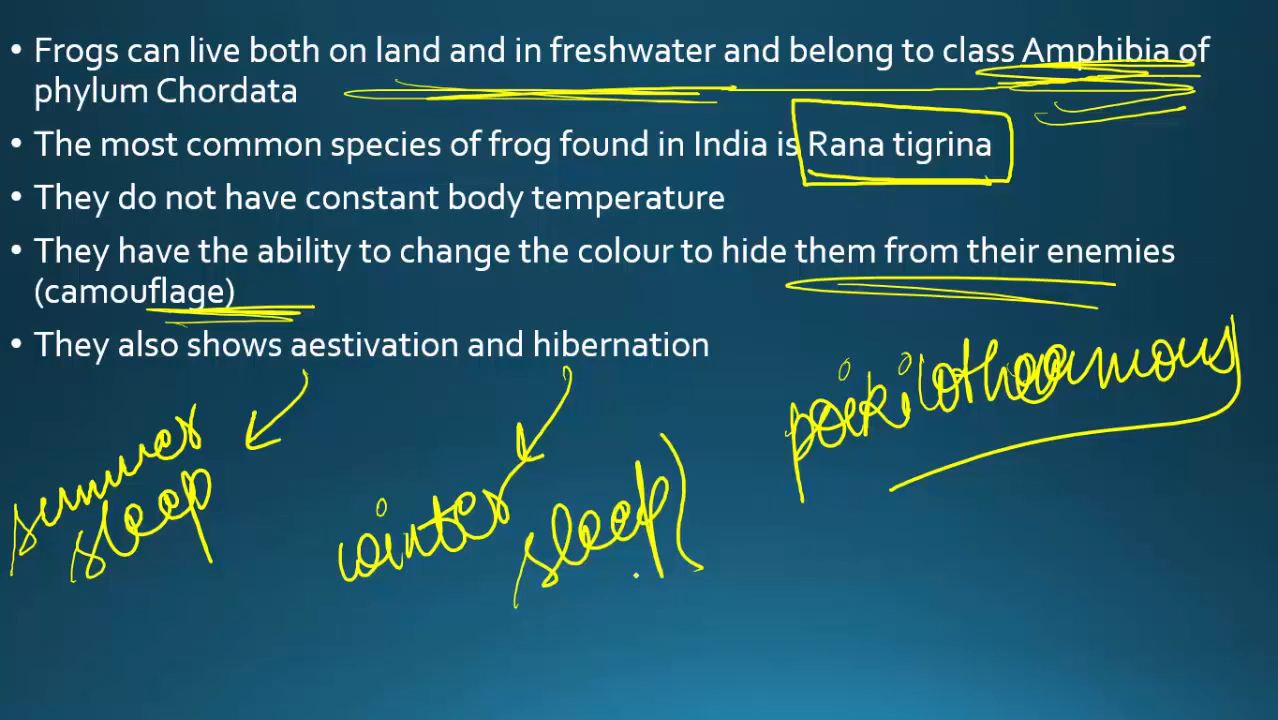 • Frogs can live both on land and in freshwater and belong to class Amphibia of
phylum Chordata
• The most common species of frog found in India is Rana tigrina
• They do not have constant body temperature
• They have the ability to change the colour to hide them from their enemies
(camouflage)
• They also shows aestivation and hibernation
poikilothermous
summer
sleep
winter
sleep